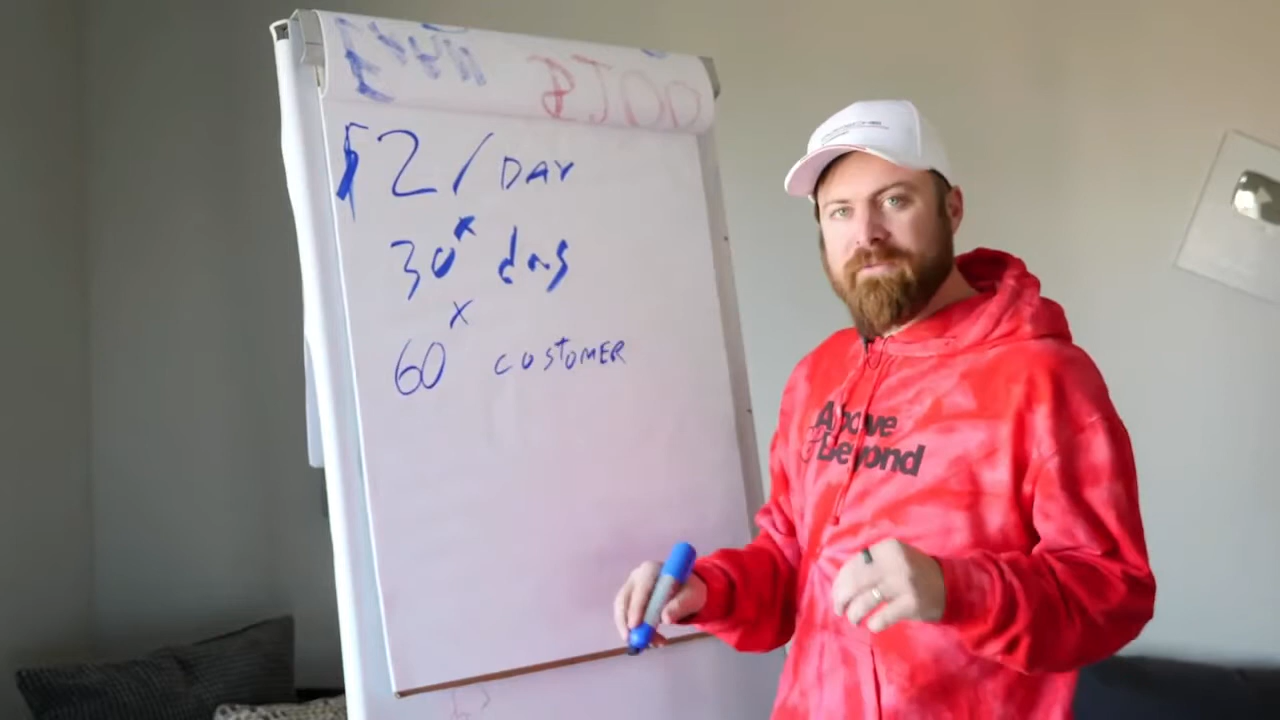 $2 / DAY
x
30 days
x
60 CUSTOMER
Above
& Beyond